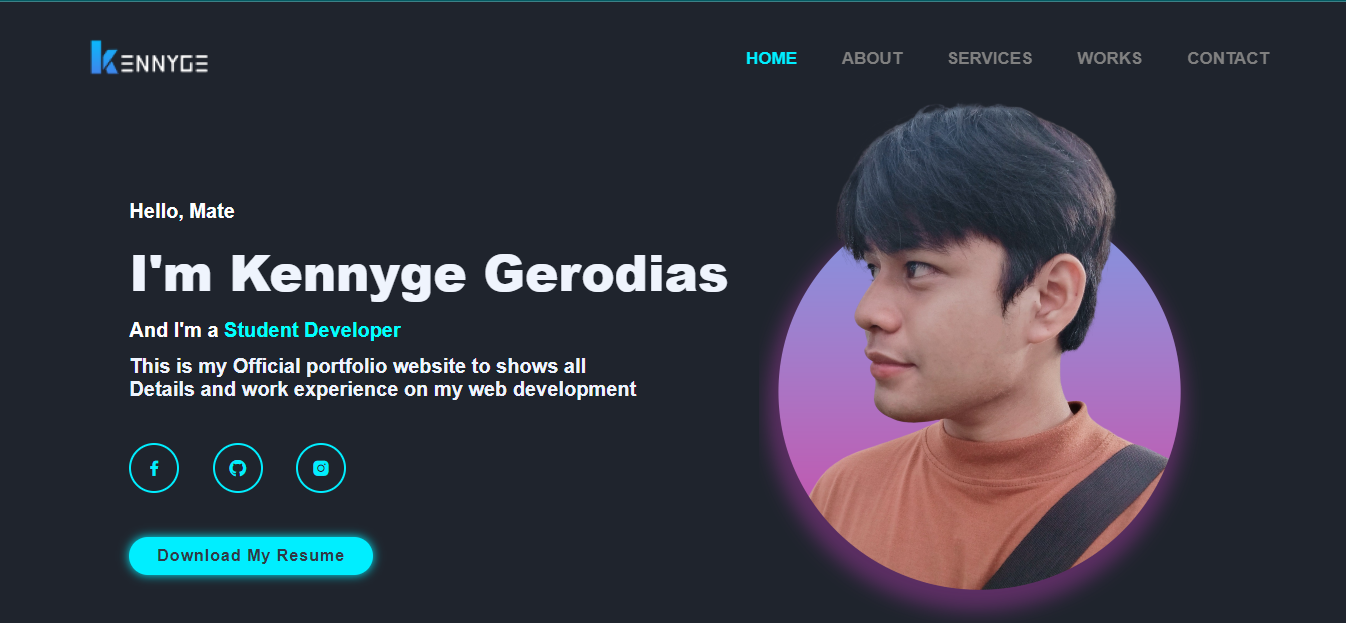 KENNYGE
HOME ABOUT SERVICES WORKS CONTACT
Hello, Mate
I'm Kennyge Gerodias
And I'm a Student Developer
This is my Official portfolio website to shows all
Details and work experience on my web development
Download My Resume